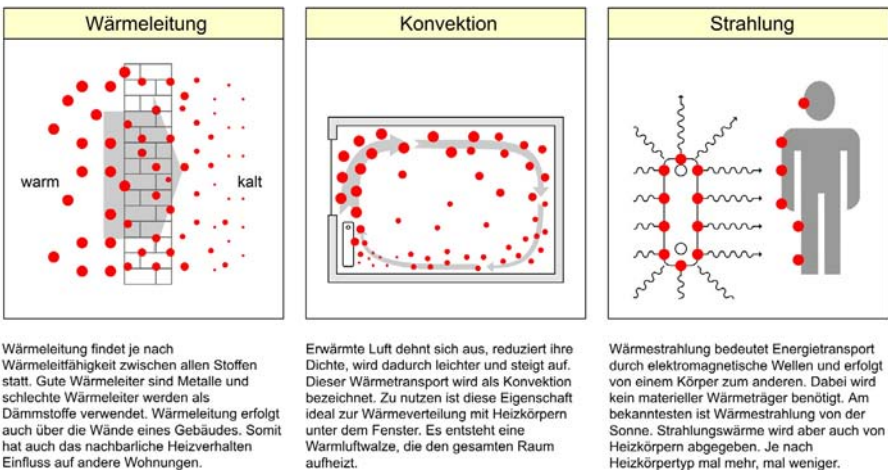 Wärmeleitung
warm
kalt
Wärmeleitung findet je nach
Wärmeleitfähigkeit zwischen allen Stoffen
statt. Gute Wärmeleiter sind Metalle und
schlechte Wärmeleiter werden als
Dämmstoffe verwendet. Wärmeleitung erfolgt
auch über die Wände eines Gebäudes. Somit
hat auch das nachbarliche Heizverhalten
Einfluss auf andere Wohnungen.
Konvektion
Erwärmte Luft dehnt sich aus, reduziert ihre
Dichte, wird dadurch leichter und steigt auf.
Dieser Wärmetransport wird als Konvektion
bezeichnet. Zu nutzen ist diese Eigenschaft
ideal zur Wärmeverteilung mit Heizkörpern
unter dem Fenster. Es entsteht eine
Warmluftwalze, die den gesamten Raum
aufheizt.
Strahlung
Wärmestrahlung bedeutet Energietransport
durch elektromagnetische Wellen und erfolgt
von einem Körper zum anderen. Dabei wird
kein materieller Wärmeträger benötigt. Am
bekanntesten ist Wärmestrahlung von der
Sonne. Strahlungswärme wird aber auch von
Heizkörpern abgegeben. Je nach
Heizkörpertyp mal mehr, mal weniger.